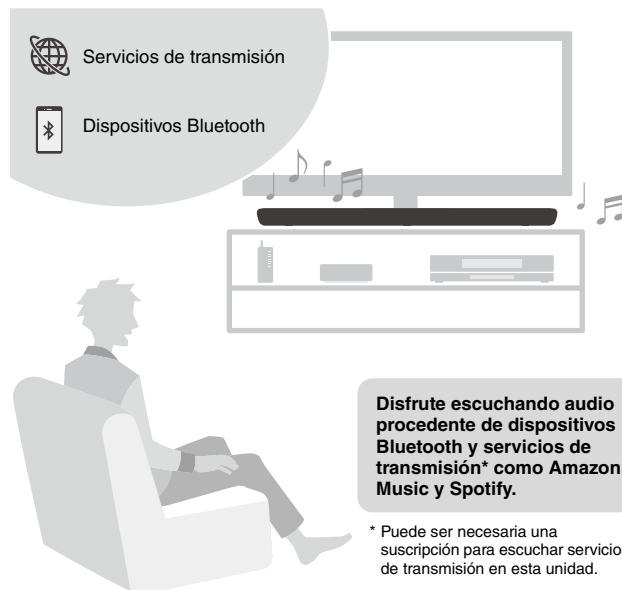 Servicios de transmisión
Dispositivos Bluetooth
Disfrute escuchando audio
procedente de dispositivos
Bluetooth y servicios de
transmisión* como Amazon
Music y Spotify.
* Puede ser necesaria una
suscripción para escuchar servicio
de transmisión en esta unidad.